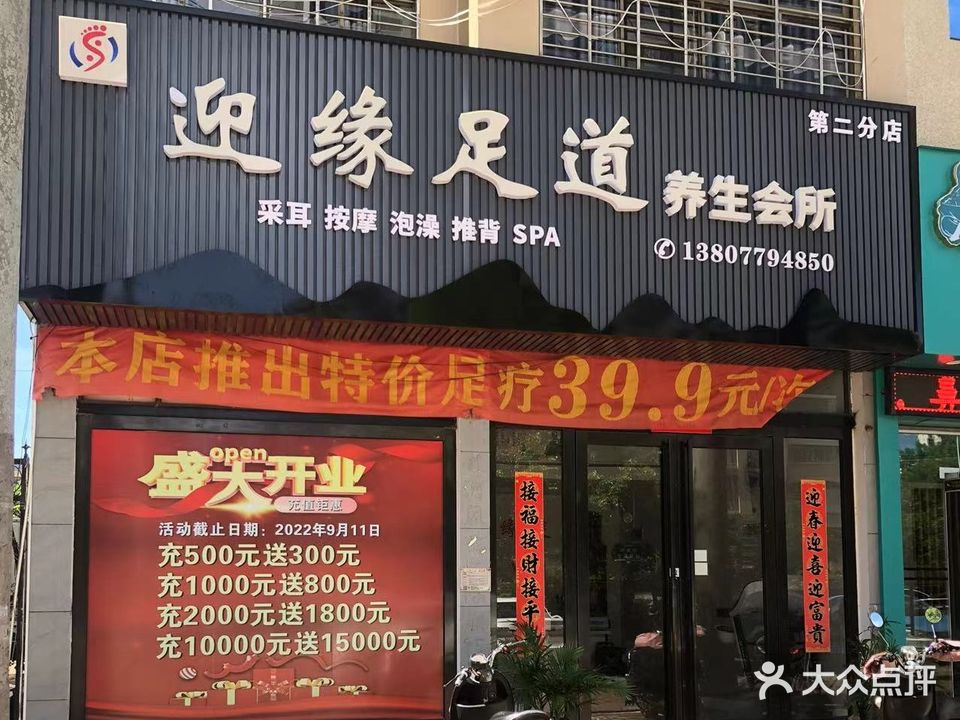 迎缘足道
养生会所
第二分店
采耳 按摩 泡澡 推背 SPA
✆13807794850
本店推出特价足疗39.9元/次
open
盛大开业
充值钜惠
活动截止日期：2022年9月11日
充500元送300元
充1000元送800元
充2000元送1800元
充10000元送15000元
接福接财接平
迎春迎喜迎富贵
大众点评